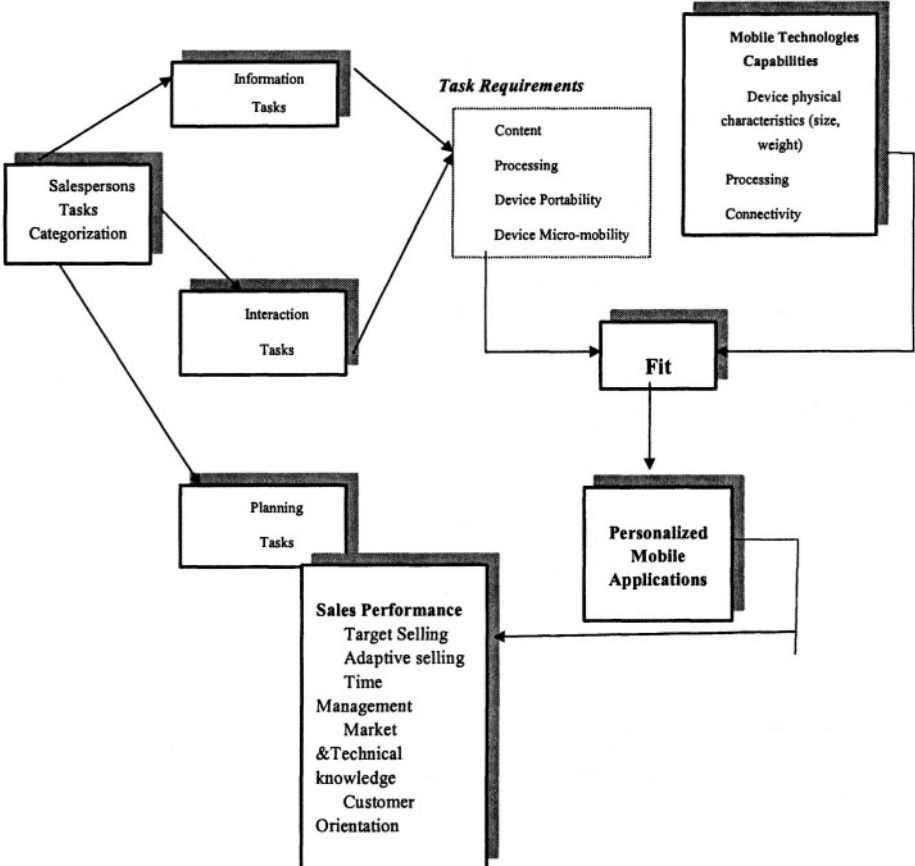 Information
Tasks
Task Requirements
Mobile Technologies
Capabilities
Device physical
characteristics (size,
weight)
Processing
Connectivity
Content
Processing
Device Portability
Device Micro-mobility
Salespersons
Tasks
Categorization
Interaction
Tasks
Fit
Planning
Tasks
Personalized
Mobile
Applications
Sales Performance
Target Selling
Adaptive selling
Time
Management
Market
&Technical
knowledge
Customer
Orientation